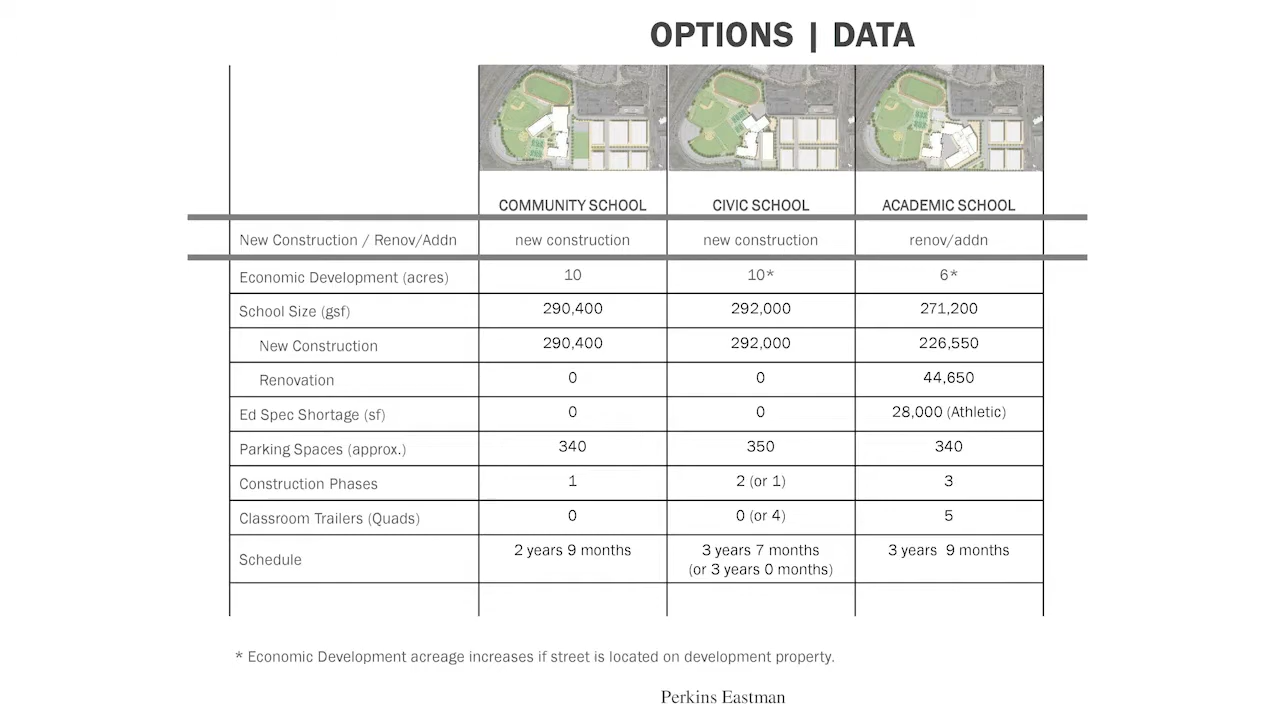 OPTIONS | DATA
COMMUNITY SCHOOL CIVIC SCHOOL ACADEMIC SCHOOL
New Construction / Renov/Addn new construction new construction renov/addn
Economic Development (acres) 10 10* 6*
School Size (gsf) 290,400 292,000 271,200
New Construction 290,400 292,000 226,550
Renovation 0 0 44,650
Ed Spec Shortage (sf) 0 0 28,000 (Athletic)
Parking Spaces (approx.) 340 350 340
Construction Phases 1 2 (or 1) 3
Classroom Trailers (Quads) 0 0 (or 4) 5
Schedule 2 years 9 months 3 years 7 months 3 years 9 months
(or 3 years 0 months)
* Economic Development acreage increases if street is located on development property.
Perkins Eastman